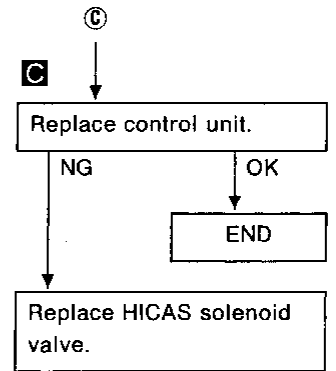 Ⓒ
C
Replace control unit.
NG
OK
END
Replace HICAS solenoid
valve.